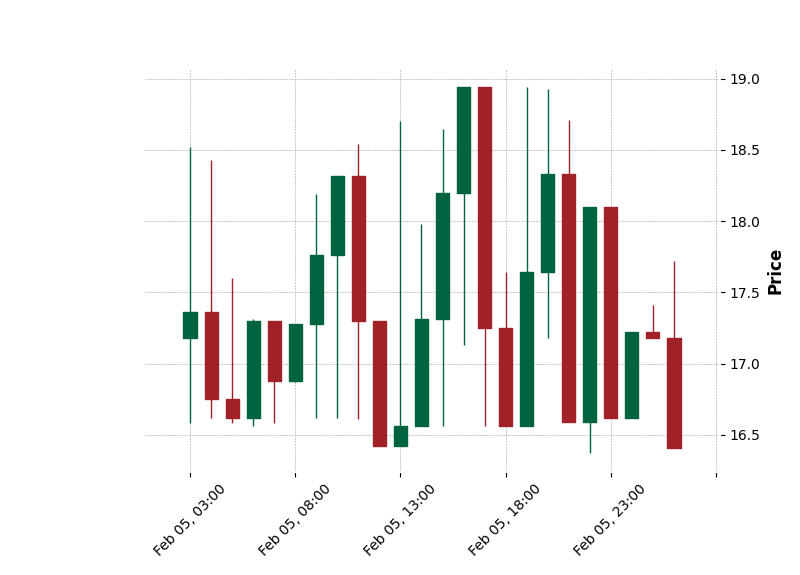 19.0
18.5
18.0
17.5
17.0
16.5
Price
Feb 05, 03:00
Feb 05, 08:00
Feb 05, 13:00
Feb 05, 18:00
Feb 05, 23:00